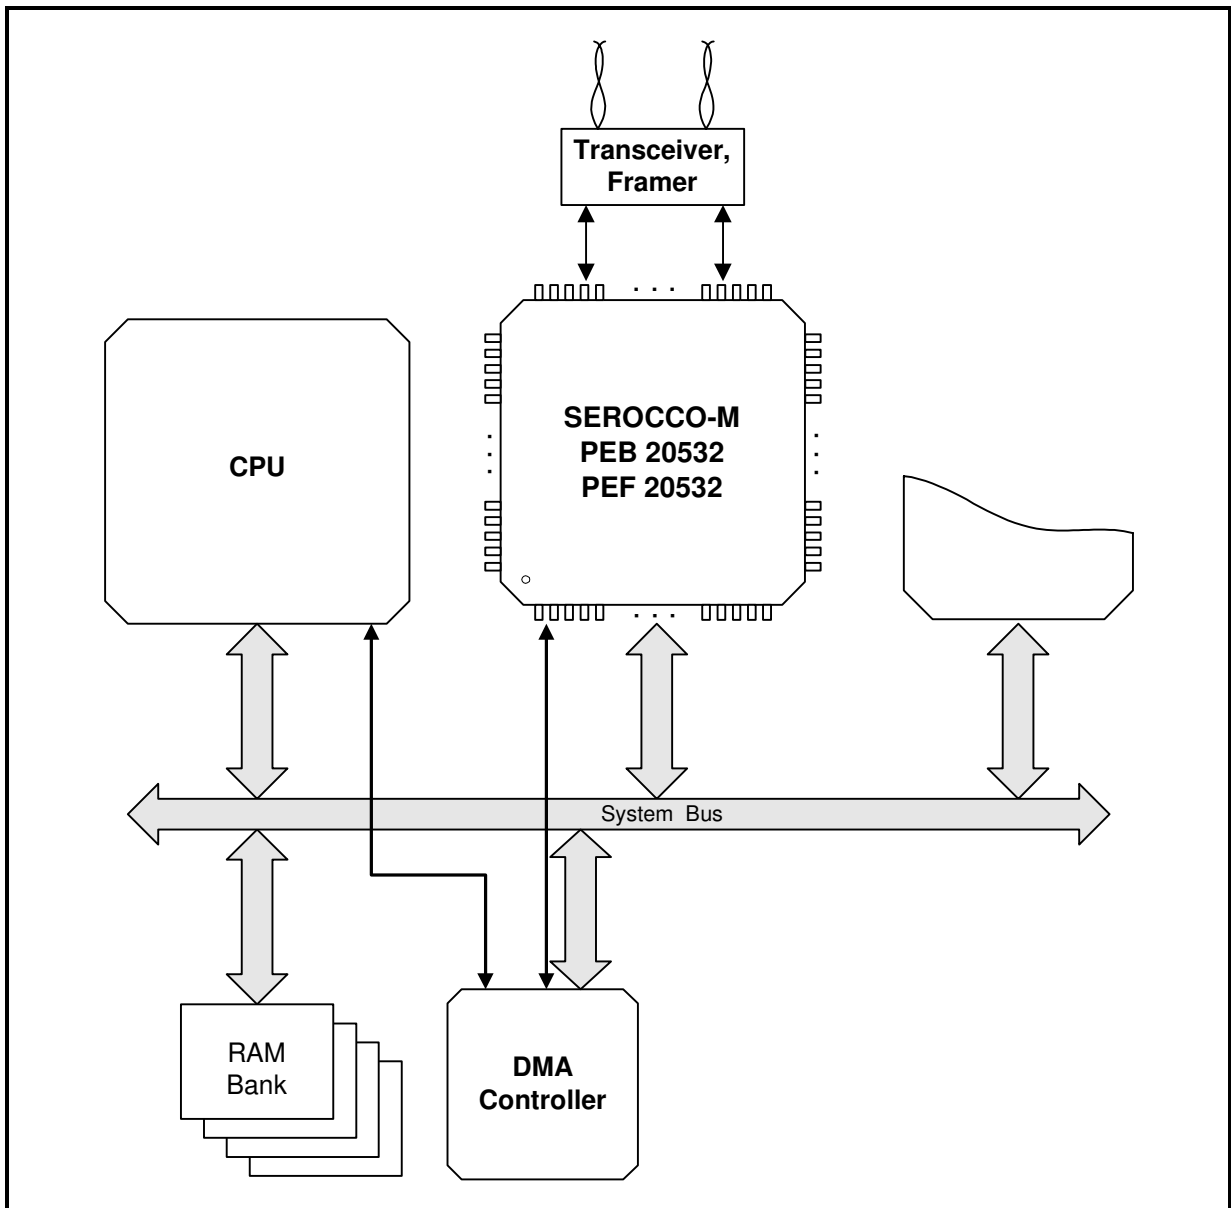 Transceiver,
Framer
SEROCCO-M
PEB 20532
PEF 20532
CPU
System Bus
RAM
Bank
DMA
Controller